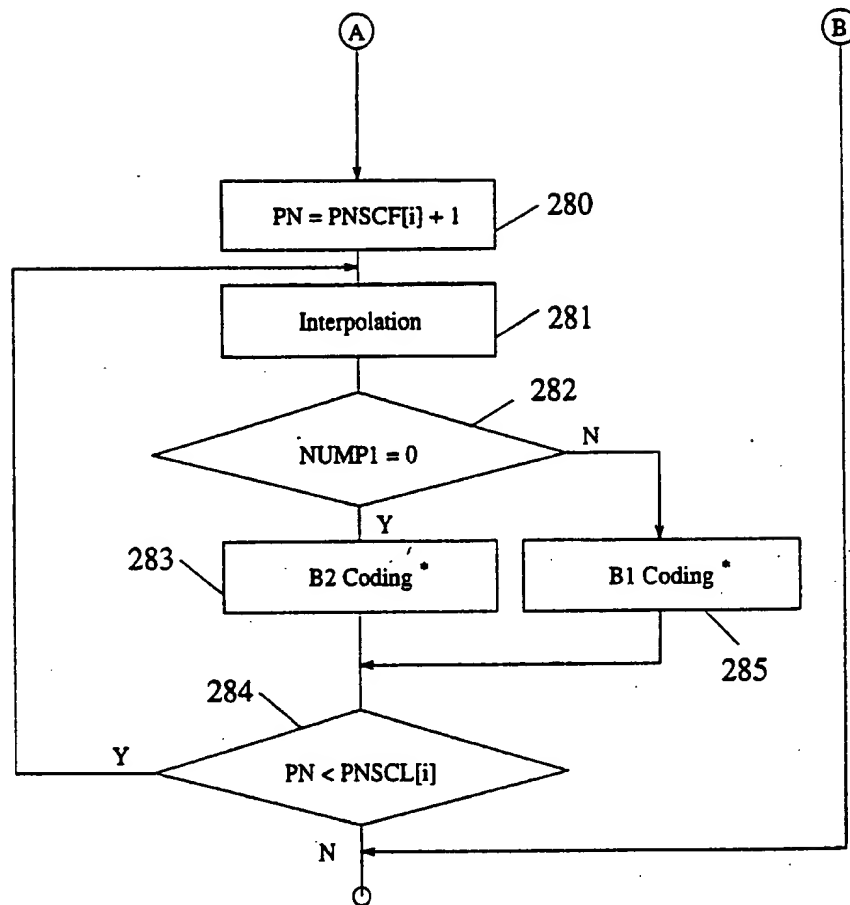 A
B
PN = PNSCF[i] + 1
280
Interpolation
281
282
NUMP1 = 0
N
Y
283
B2 Coding *
B1 Coding *
285
284
Y
PN < PNSCL[i]
N